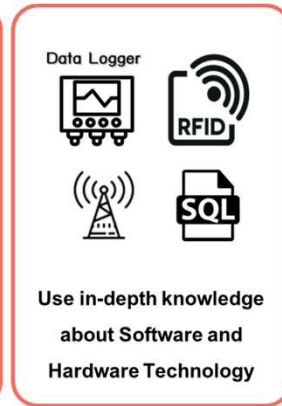 Data Logger
RFID
SQL
Use in-depth knowledge
about Software and
Hardware Technology